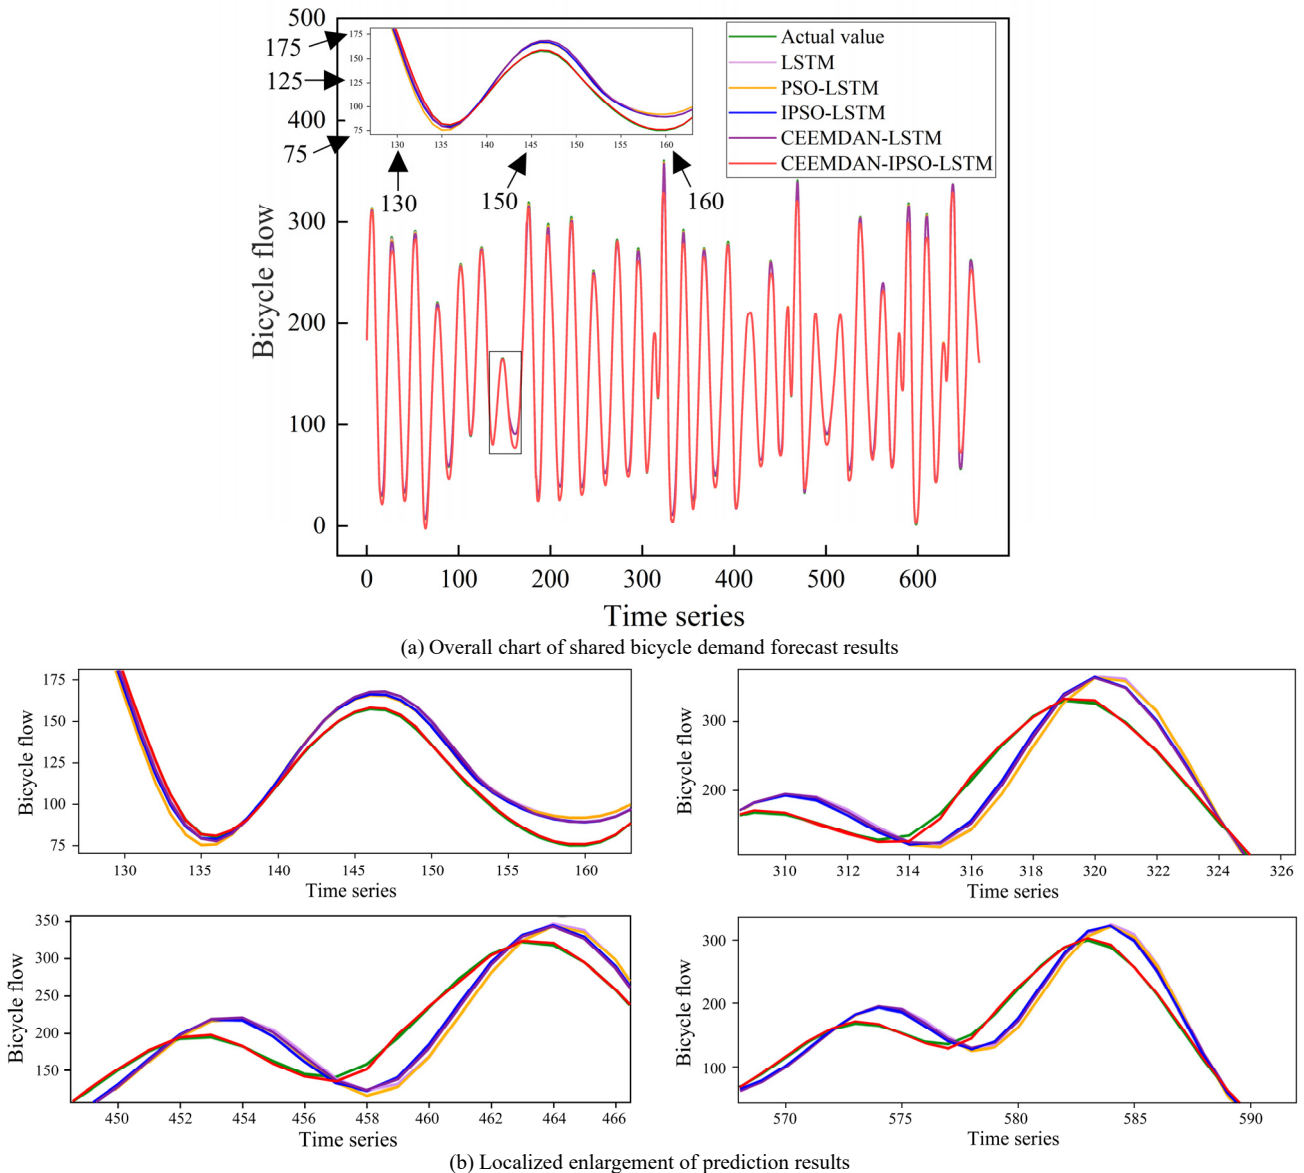 500
400
300
200
100
0
Bicycle flow
175
125
75
175
150
125
100
75
130 135 140 145 150 155 160
130 150 160
Actual value
LSTM
PSO-LSTM
IPSO-LSTM
CEEMDAN-LSTM
CEEMDAN-IPSO-LSTM
0 100 200 300 400 500 600
Time series
(a) Overall chart of shared bicycle demand forecast results
175
150
125
100
75
Bicycle flow
130 135 140 145 150 155 160
Time series
300
200
Bicycle flow
310 312 314 316 318 320 322 324 326
Time series
350
300
250
200
150
Bicycle flow
450 452 454 456 458 460 462 464 466
Time series
300
200
100
Bicycle flow
570 575 580 585 590
Time series
(b) Localized enlargement of prediction results